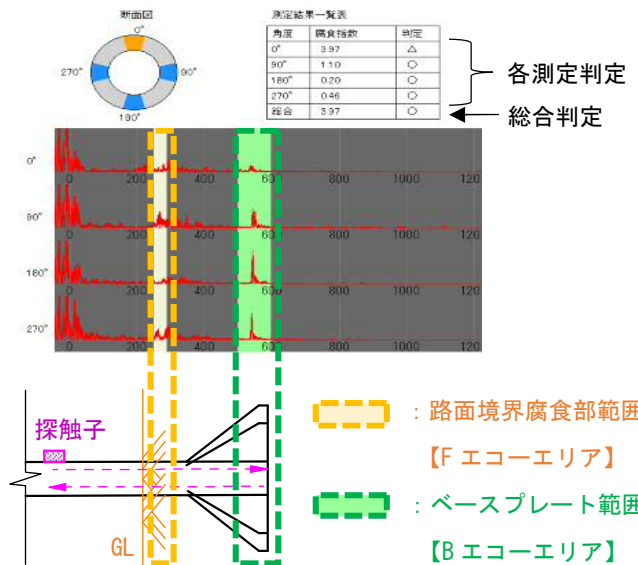 断面図
0°
270°
90°
180°
測定結果一覧表
角度 腐食指数 判定
0° 3.97 △
90° 1.10 ○
180° 0.20 ○
270° 0.46 ○
総合 3.97 ○
各測定判定
総合判定
0°
0 200 400 60 800 1000 120
90°
0 200 400 60 800 1000 120
180°
0 200 400 60 800 1000 120
270°
0 200 400 60 800 1000 120
探触子
GL
：路面境界腐食部範囲
【F エコーエリア】
：ベースプレート範囲
【B エコーエリア】